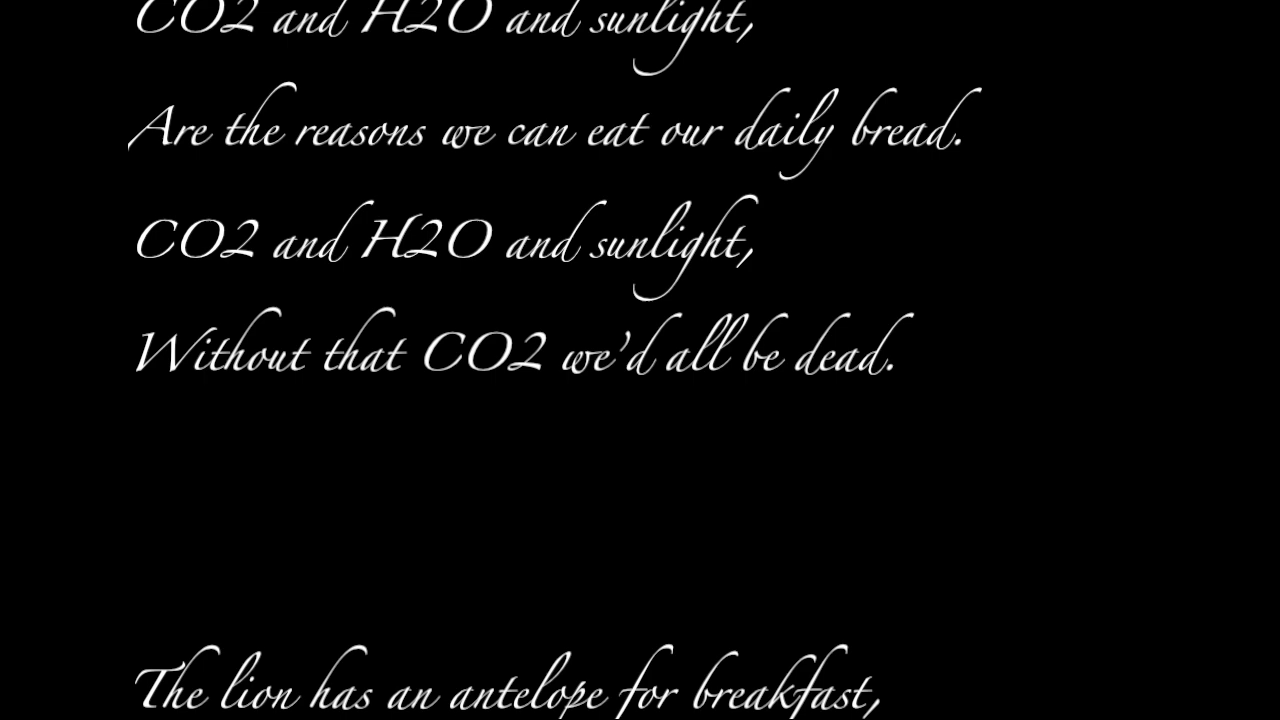 CO2 and H2O and sunlight,
Are the reasons we can eat our daily bread.
CO2 and H2O and sunlight,
Without that CO2 we'd all be dead.
The lion has an antelope for breakfast,